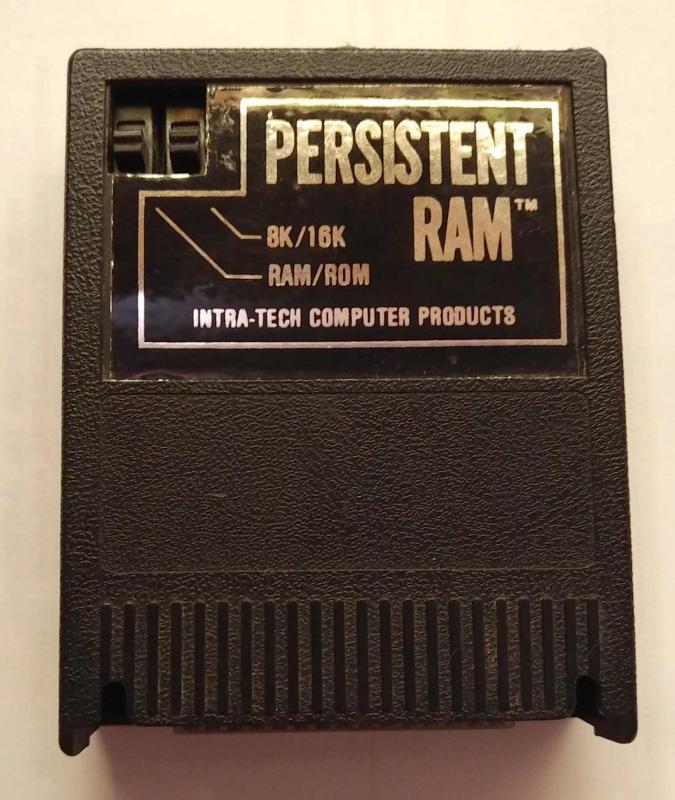 PERSISTENT
RAM™
8K/16K
RAM/ROM
INTRA-TECH COMPUTER PRODUCTS